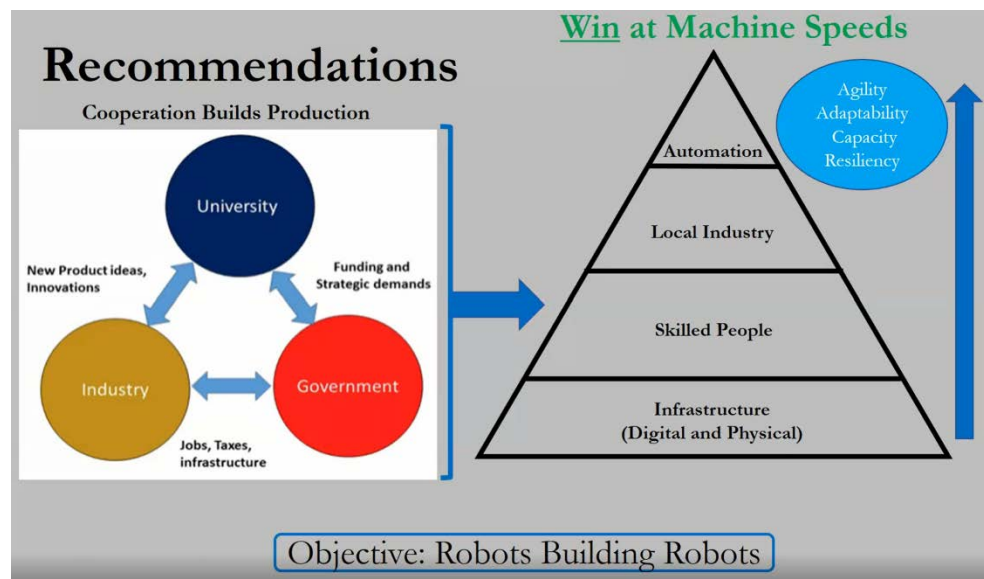 Recommendations
Cooperation Builds Production
University
New Product ideas,
Innovations
Funding and
Strategic demands
Industry
Government
Jobs, Taxes,
infrastructure
Win at Machine Speeds
Agility
Adaptability
Capacity
Resiliency
Automation
Local Industry
Skilled People
Infrastructure
(Digital and Physical)
Objective: Robots Building Robots